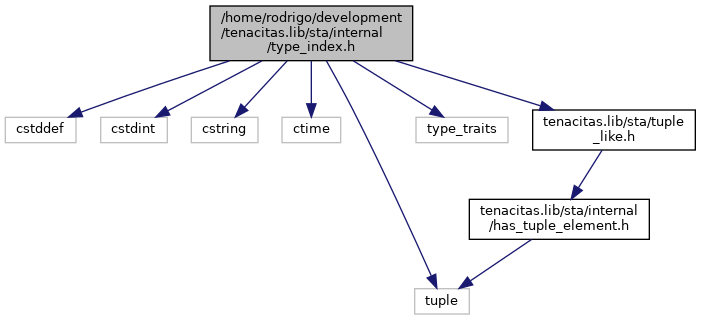 /home/rodrigo/development
/tenacitas.lib/sta/internal
/type_index.h
cstddef
cstdint
cstring
ctime
type_traits
tenacitas.lib/sta/tuple
_like.h
tenacitas.lib/sta/internal
/has_tuple_element.h
tuple